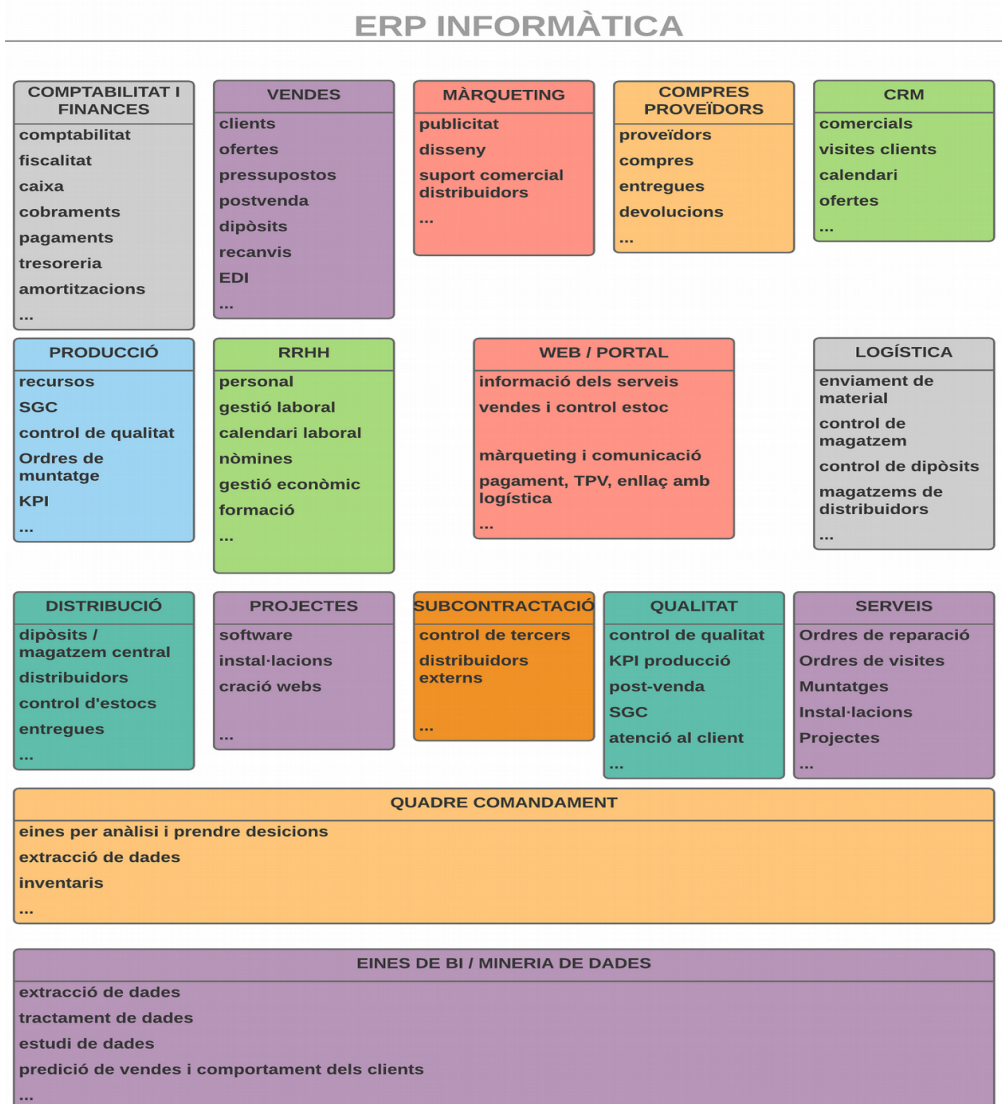 ERP INFORMÀTICA
COMPTABILITAT I
FINANCES
comptabilitat
fiscalitat
caixa
cobraments
pagaments
tresoreria
amortitzacions
...
VENDES
clients
ofertes
pressupostos
postvenda
dipòsits
recanvis
EDI
...
MÀRQUETING
publicitat
disseny
suport comercial
distribuidors
...
COMPRES
PROVEÏDORS
proveïdors
compres
entregues
devolucions
...
CRM
comercials
visites clients
calendari
ofertes
...
PRODUCCIÓ
recursos
SGC
control de qualitat
Ordres de
muntatge
KPI
...
RRHH
personal
gestió laboral
calendari laboral
nòmines
gestió econòmic
formació
...
WEB / PORTAL
informació dels serveis
vendes i control estoc
màrqueting i comunicació
pagament, TPV, enllaç amb
logística
...
LOGÍSTICA
enviament de
material
control de
magatzem
control de dipòsits
magatzems de
distribuidors
...
DISTRIBUCIÓ
dipòsits /
magatzem central
distribuidors
control d'estocs
entregues
...
PROJECTES
software
instal·lacions
cració webs
...
SUBCONTRACTACIÓ
control de tercers
distribuidors
externs
...
QUALITAT
control de qualitat
KPI producció
post-venda
SGC
atenció al client
...
SERVEIS
Ordres de reparació
Ordres de visites
Muntatges
Instal·lacions
Projectes
...
QUADRE COMANDAMENT
eines per anàlisi i prendre desicions
extracció de dades
inventaris
...
EINES DE BI / MINERIA DE DADES
extracció de dades
tractament de dades
estudi de dades
predició de vendes i comportament dels clients
...